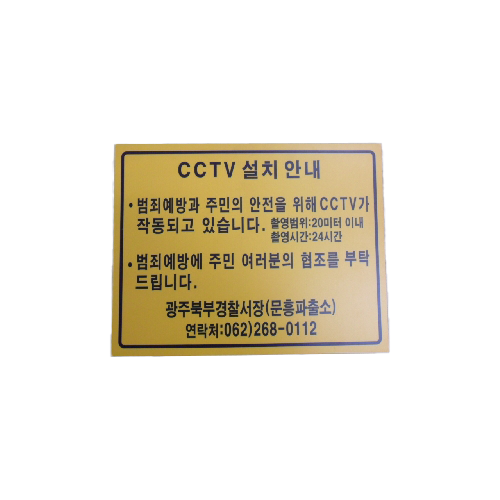 CCTV 설치 안내
• 범죄예방과 주민의 안전을 위해 CCTV가
작동되고 있습니다. 촬영범위:20미터 이내
촬영시간:24시간
• 범죄예방에 주민 여러분의 협조를 부탁
드립니다.
광주북부경찰서장(문흥파출소)
연락처:062)268-0112